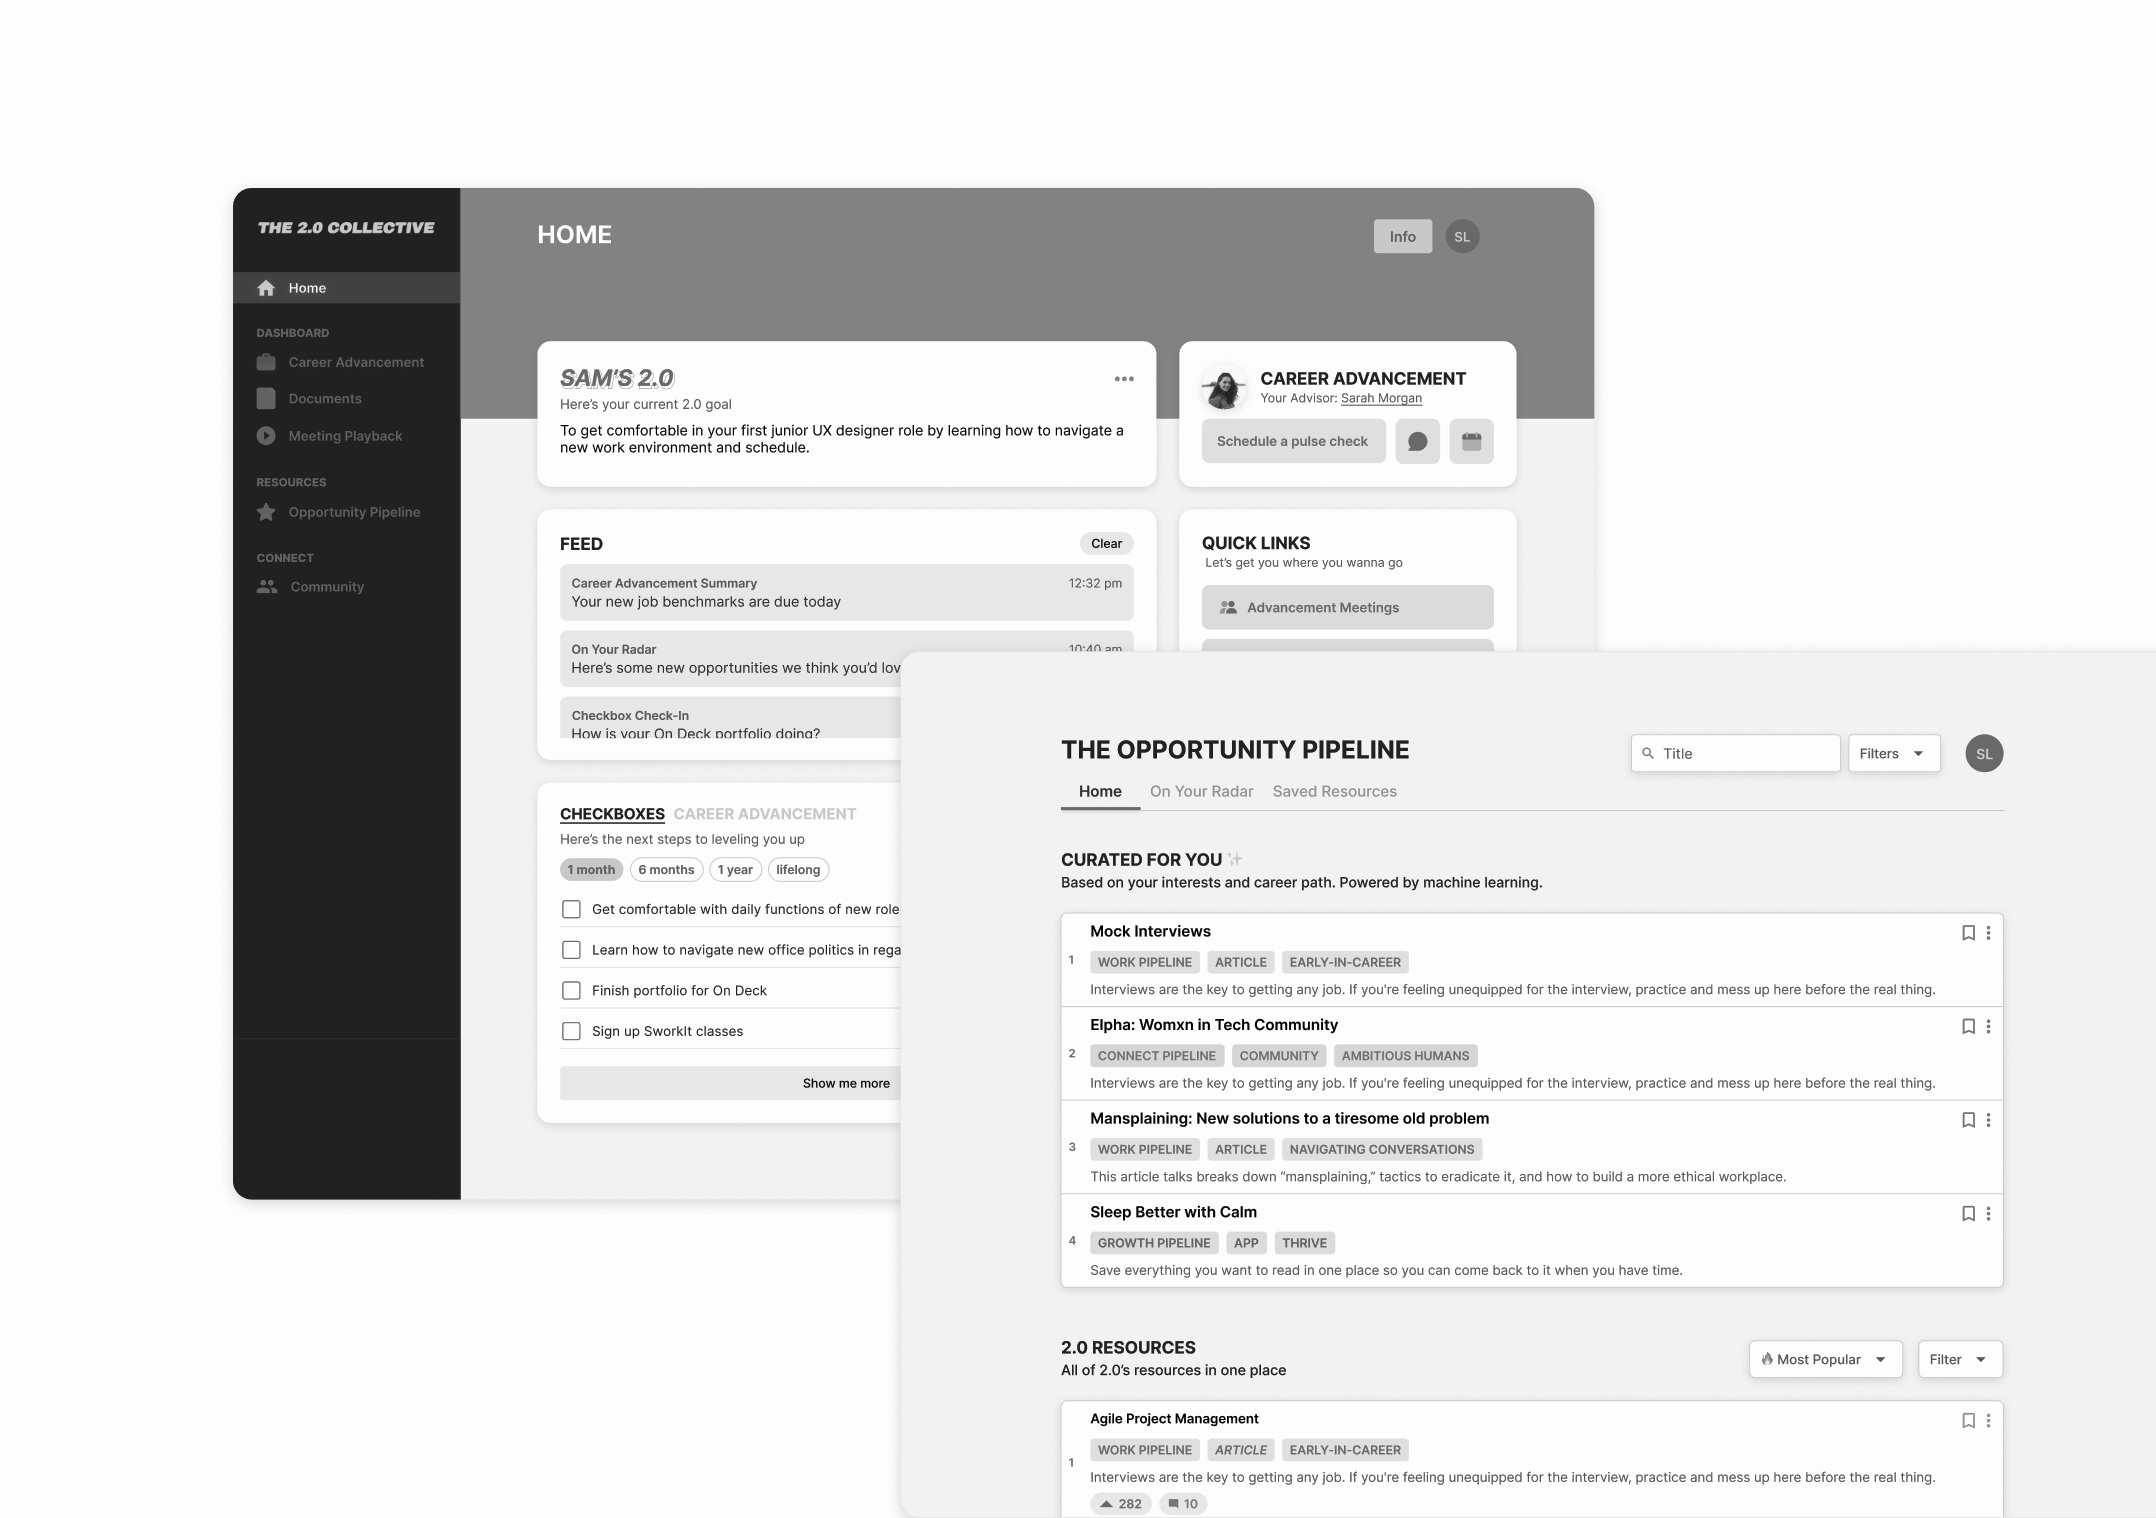 THE 2.0 COLLECTIVE
Home
DASHBOARD
Career Advancement
Documents
Meeting Playback
RESOURCES
Opportunity Pipeline
CONNECT
Community
HOME
Info
SL
SAM'S 2.0
Here's your current 2.0 goal
To get comfortable in your first junior UX designer role by learning how to navigate a
new work environment and schedule.
CAREER ADVANCEMENT
Your Advisor: Sarah Morgan
Schedule a pulse check
FEED
Clear
Career Advancement Summary
12:32 pm
Your new job benchmarks are due today
On Your Radar
10:40 am
Here's some new opportunities we think you'd lov
Checkbox Check-In
How is your On Deck portfolio doing?
QUICK LINKS
Let's get you where you wanna go
Advancement Meetings
CHECKBOXES
CAREER ADVANCEMENT
Here's the next steps to leveling you up
1 month
6 months
1 year
lifelong
Get comfortable with daily functions of new role
Learn how to navigate new office politics in rega
Finish portfolio for On Deck
Sign up SworkIt classes
Show me more
THE OPPORTUNITY PIPELINE
Title
Filters
SL
Home
On Your Radar
Saved Resources
CURATED FOR YOU ✨
Based on your interests and career path. Powered by machine learning.
1
Mock Interviews
WORK PIPELINE
ARTICLE
EARLY-IN-CAREER
Interviews are the key to getting any job. If you're feeling unequipped for the interview, practice and mess up here before the real thing.
2
Elpha: Womxn in Tech Community
CONNECT PIPELINE
COMMUNITY
AMBITIOUS HUMANS
Interviews are the key to getting any job. If you're feeling unequipped for the interview, practice and mess up here before the real thing.
3
Mansplaining: New solutions to a tiresome old problem
WORK PIPELINE
ARTICLE
NAVIGATING CONVERSATIONS
This article talks breaks down “mansplaining,” tactics to eradicate it, and how to build a more ethical workplace.
4
Sleep Better with Calm
GROWTH PIPELINE
APP
THRIVE
Save everything you want to read in one place so you can come back to it when you have time.
2.0 RESOURCES
All of 2.0's resources in one place
🔥 Most Popular
Filter
1
Agile Project Management
WORK PIPELINE
ARTICLE
EARLY-IN-CAREER
Interviews are the key to getting any job. If you're feeling unequipped for the interview, practice and mess up here before the real thing.
282
10